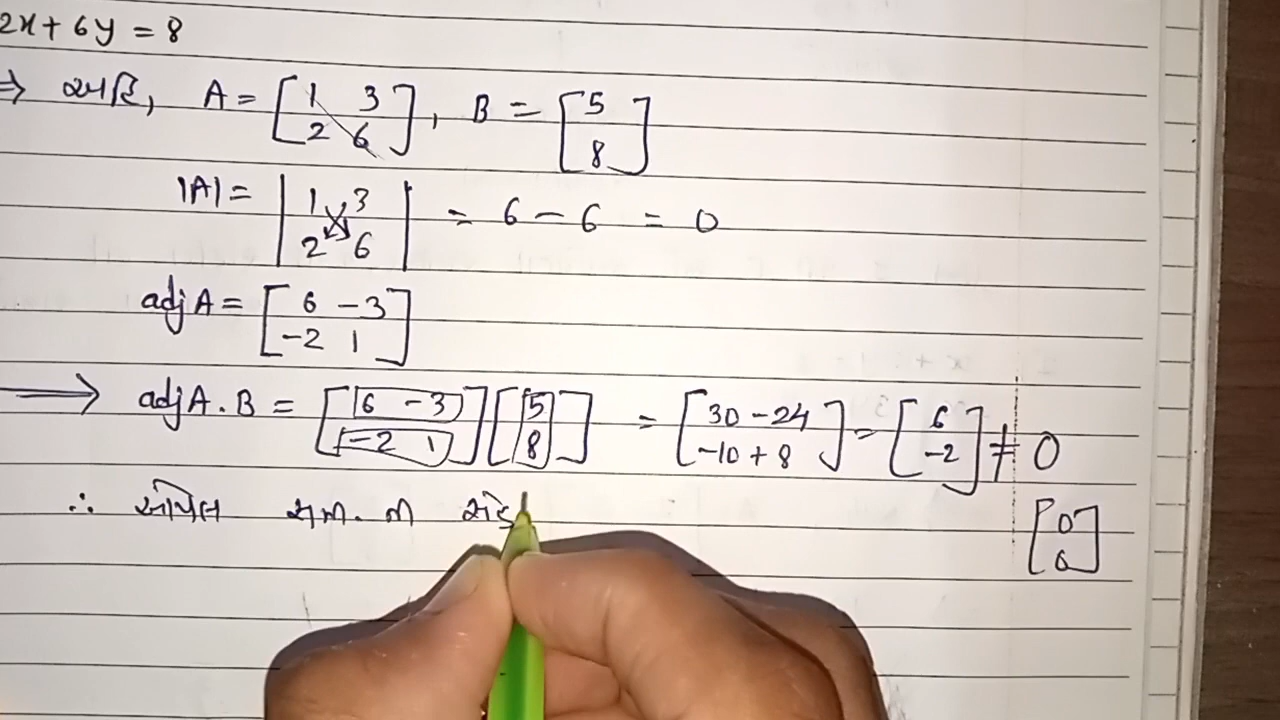 2x + 6y = 8
⇒ અહીં, A = [1 3; 2 6], B = [5; 8]
|A| = |1 3; 2 6| = 6 - 6 = 0
adj A = [6 -3; -2 1]
⟹ adj A . B = [6 -3; -2 1] [5; 8] = [30 - 24; -10 + 8] = [6; -2] ≠ 0
∴ આપેલ સમી. ની
[0; 0]